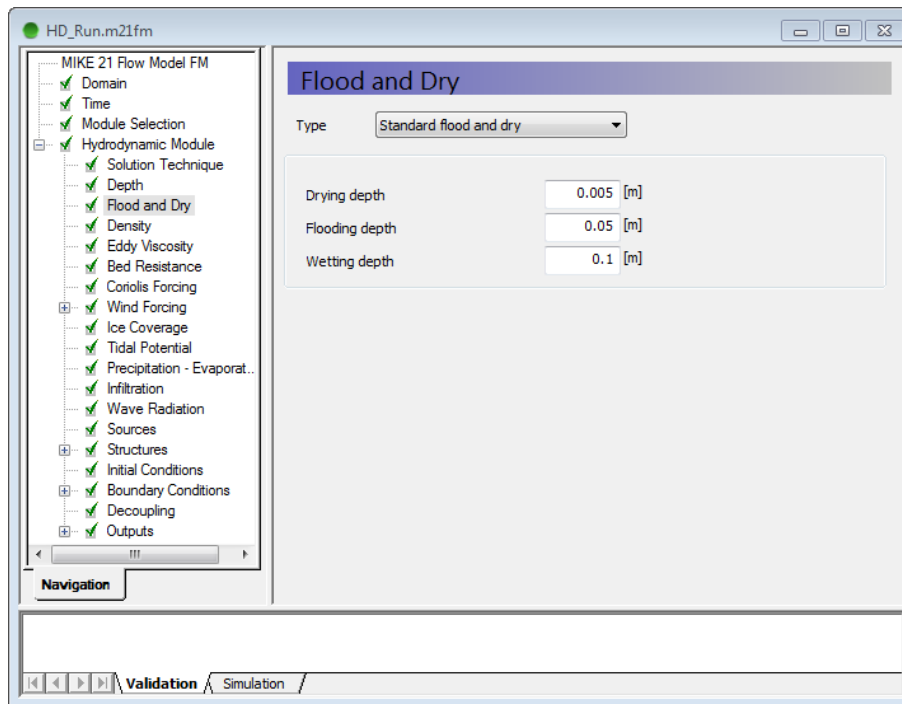 HD_Run.m21fm
MIKE 21 Flow Model FM
Domain
Time
Module Selection
Hydrodynamic Module
Solution Technique
Depth
Flood and Dry
Density
Eddy Viscosity
Bed Resistance
Coriolis Forcing
Wind Forcing
Ice Coverage
Tidal Potential
Precipitation - Evaporat..
Infiltration
Wave Radiation
Sources
Structures
Initial Conditions
Boundary Conditions
Decoupling
Outputs
Navigation
Flood and Dry
Type Standard flood and dry
Drying depth 0.005 [m]
Flooding depth 0.05 [m]
Wetting depth 0.1 [m]
Validation Simulation